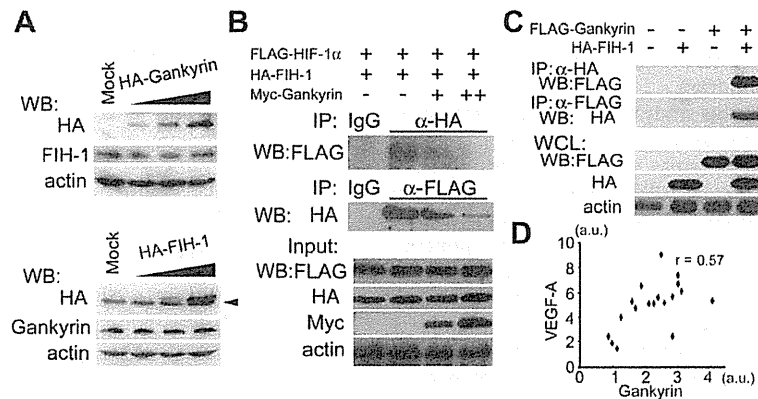 A
HA-Gankyrin
Mock
WB:
HA
FIH-1
actin
HA-FIH-1
Mock
WB:
HA
Gankyrin
actin
B
FLAG-HIF-1α + + + +
HA-FIH-1 + + + +
Myc-Gankyrin - - + ++
IP: IgG α-HA
WB:FLAG
IP: IgG α-FLAG
WB: HA
Input:
WB:FLAG
HA
Myc
actin
C
FLAG-Gankyrin - - + +
HA-FIH-1 - + - +
IP:α-HA
WB:FLAG
IP:α-FLAG
WB: HA
WCL:
WB:FLAG
HA
actin
D
(a.u.)
10
8
6
4
2
0
VEGF-A
r = 0.57
0 1 2 3 4 (a.u.)
Gankyrin